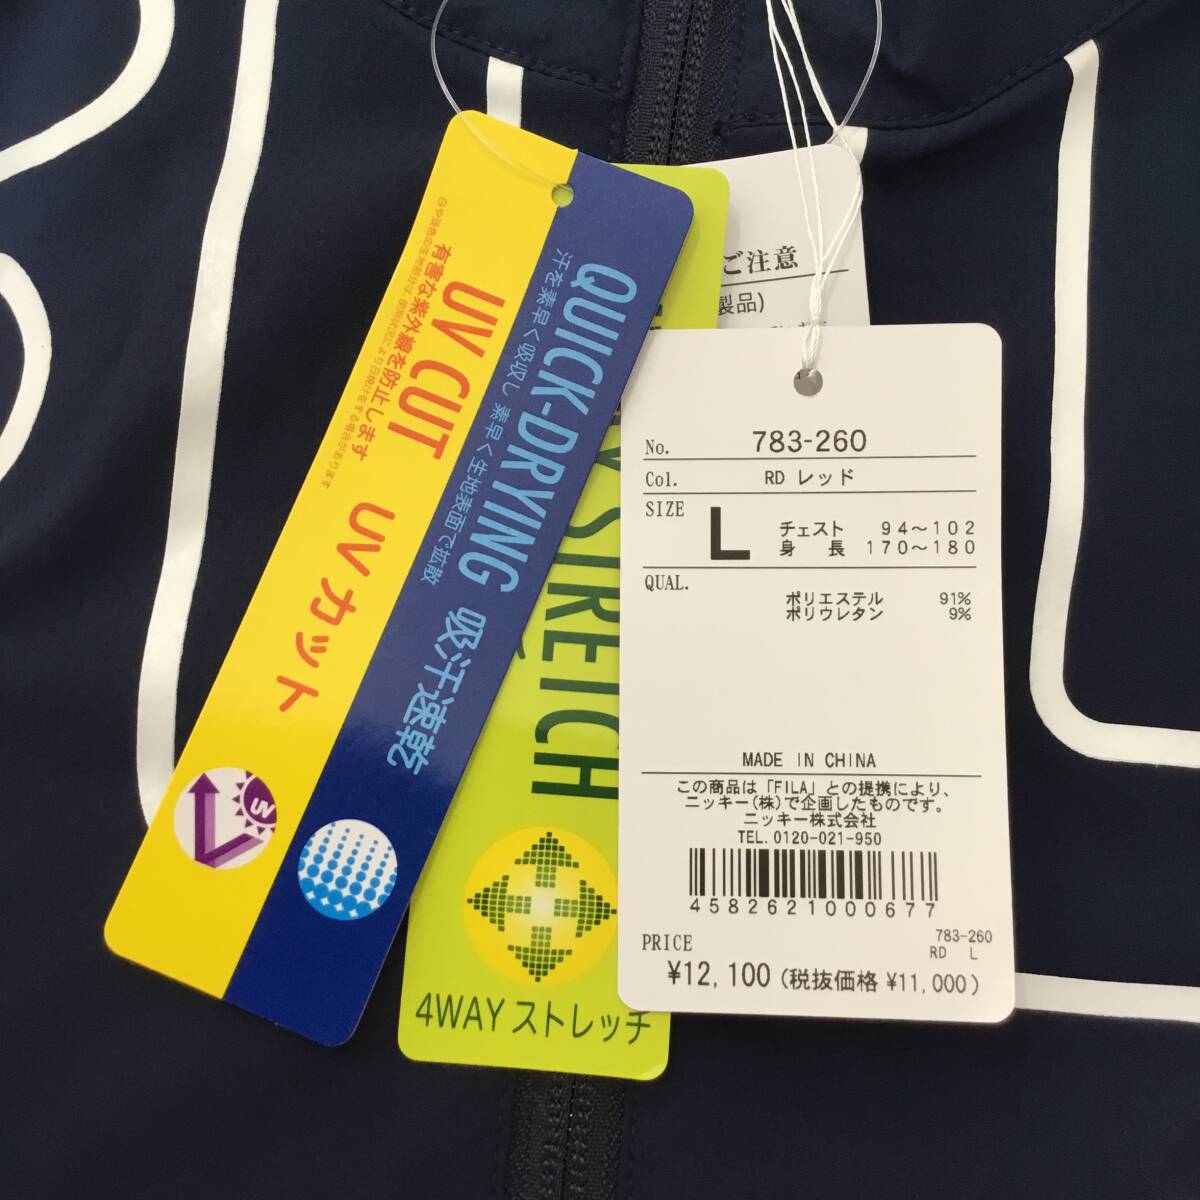 UV CUT UVカット
有害な紫外線を防止します
QUICK-DRYING 吸汗速乾
汗を素早く吸収し 素早く生地表面で拡散
STRETCH
4WAY ストレッチ
ご注意
製品)
No. 783-260
Col. RD レッド
SIZE L チェスト 94～102
身 長 170～180
QUAL.
ポリエステル 91%
ポリウレタン 9%
MADE IN CHINA
この商品は「FILA」との提携により、
ニッキー(株)で企画したものです。
ニッキー株式会社
TEL.0120-021-950
4582621000677
783-260
RD L
PRICE
¥12,100 (税抜価格 ¥11,000)
UV